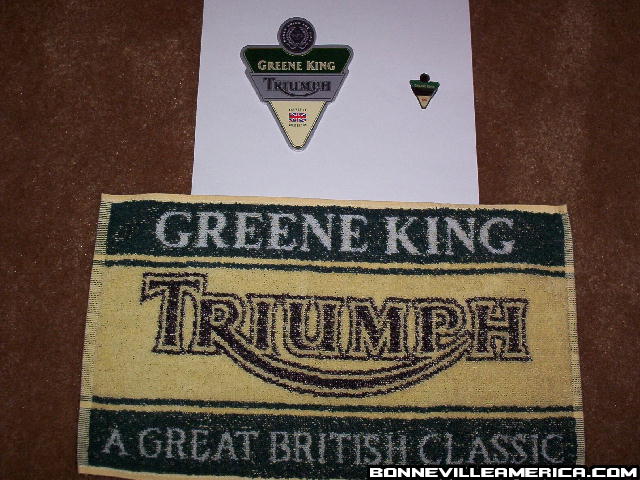 GREENE KING
TRIUMPH
GREENE KING
TRIUMPH
A GREAT BRITISH CLASSIC
BONNEVILLEAMERICA.COM